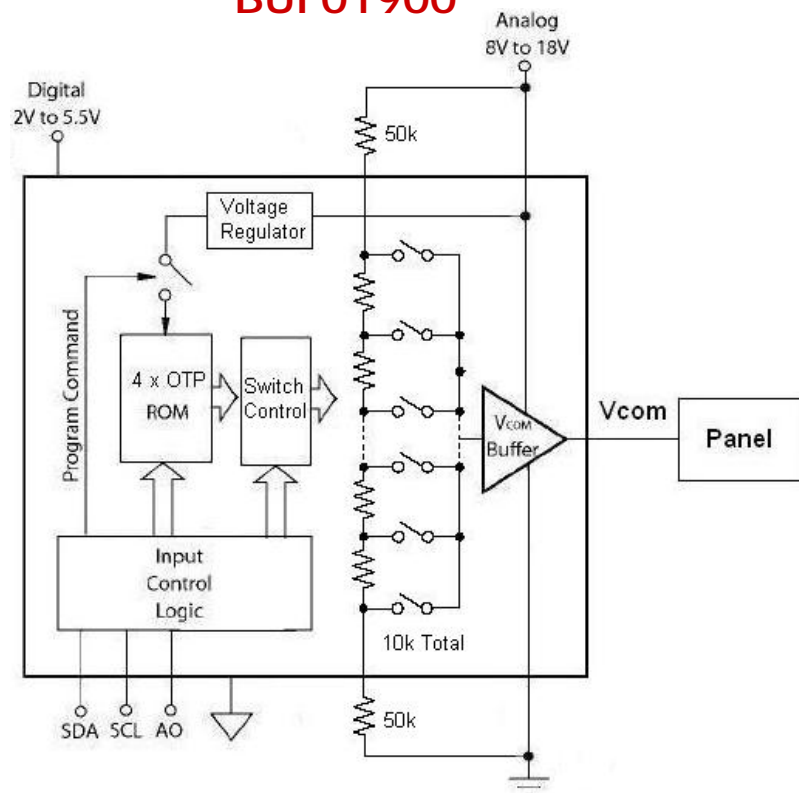 BUF01900
Analog
8V to 18V
Digital
2V to 5.5V
50k
Voltage
Regulator
Program Command
4 x OTP
ROM
Switch
Control
VCOM
Buffer
Vcom
Panel
Input
Control
Logic
10k Total
SDA SCL AO
50k